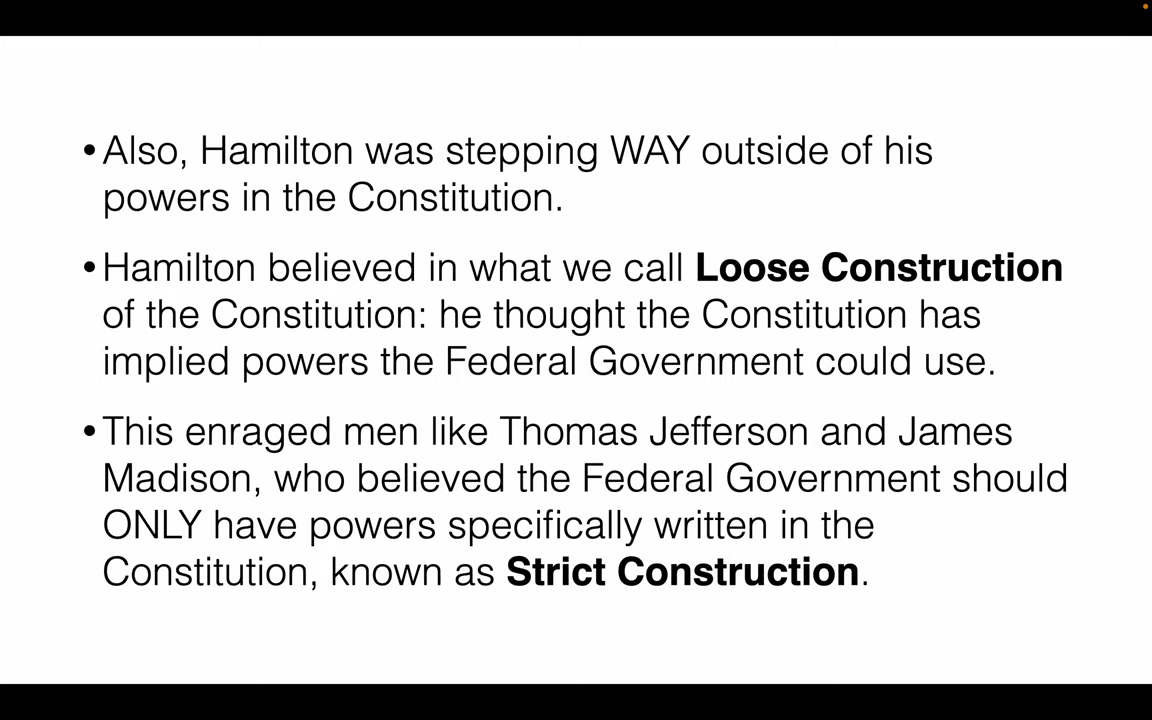 •Also, Hamilton was stepping WAY outside of his
powers in the Constitution.
•Hamilton believed in what we call Loose Construction
of the Constitution: he thought the Constitution has
implied powers the Federal Government could use.
•This enraged men like Thomas Jefferson and James
Madison, who believed the Federal Government should
ONLY have powers specifically written in the
Constitution, known as Strict Construction.